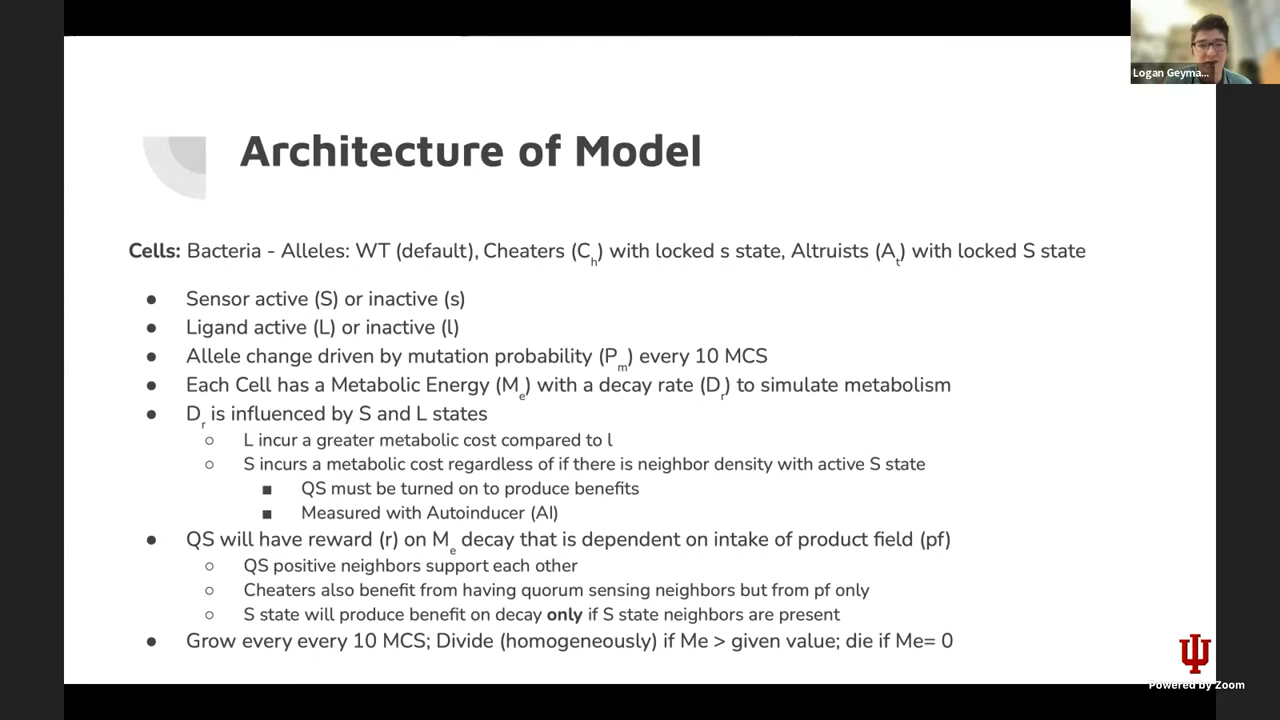 Logan Geyma...
Architecture of Model
Cells: Bacteria - Alleles: WT (default), Cheaters (Ch) with locked s state, Altruists (At) with locked S state
● Sensor active (S) or inactive (s)
● Ligand active (L) or inactive (l)
● Allele change driven by mutation probability (Pm) every 10 MCS
● Each Cell has a Metabolic Energy (Me) with a decay rate (Dr) to simulate metabolism
● Dr is influenced by S and L states
○ L incur a greater metabolic cost compared to l
○ S incurs a metabolic cost regardless of if there is neighbor density with active S state
■ QS must be turned on to produce benefits
■ Measured with Autoinducer (AI)
● QS will have reward (r) on Me decay that is dependent on intake of product field (pf)
○ QS positive neighbors support each other
○ Cheaters also benefit from having quorum sensing neighbors but from pf only
○ S state will produce benefit on decay only if S state neighbors are present
● Grow every every 10 MCS; Divide (homogeneously) if Me > given value; die if Me= 0
Powered by Zoom